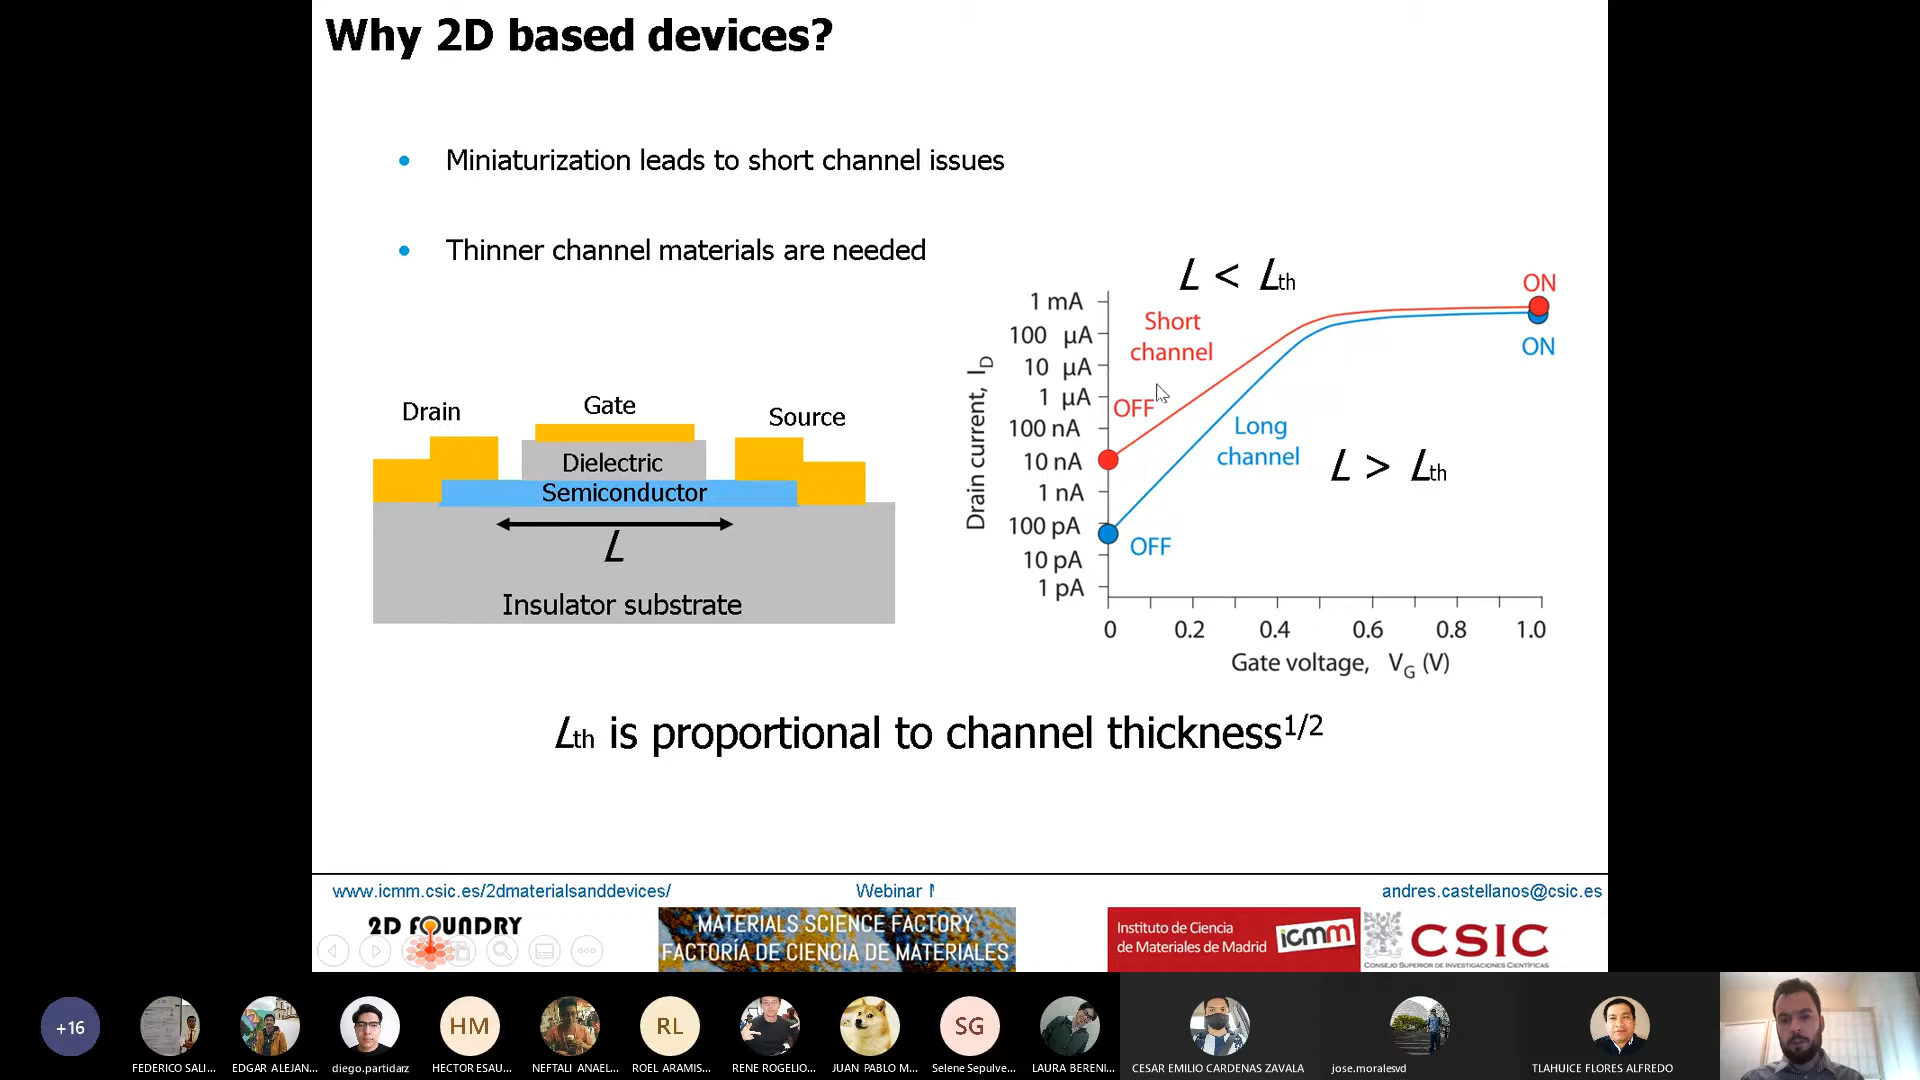 Why 2D based devices?
• Miniaturization leads to short channel issues
• Thinner channel materials are needed
Drain
Gate
Source
Dielectric
Semiconductor
L
Insulator substrate
L < Lth
ON
1 mA
Short
channel
100 µA
ON
10 µA
1 µA
OFF
100 nA
Long
channel
10 nA
L > Lth
1 nA
100 pA
OFF
10 pA
1 pA
Drain current, ID
0 0.2 0.4 0.6 0.8 1.0
Gate voltage, VG (V)
Lth is proportional to channel thickness1/2
www.icmm.csic.es/2dmaterialsanddevices/
Webinar
andres.castellanos@csic.es
2D FOUNDRY
MATERIALS SCIENCE FACTORY
FACTORÍA DE CIENCIA DE MATERIALES
Instituto de Ciencia
de Materiales de Madrid
icmm
CSIC
CONSEJO SUPERIOR DE INVESTIGACIONES CIENTÍFICAS
+16
HM
RL
SG
FEDERICO SALI...
EDGAR ALEJAN...
diego.partidarz
HECTOR ESAU...
NEFTALI ANAEL...
ROEL ARAMIS...
RENE ROGELIO...
JUAN PABLO M...
Selene Sepulve...
LAURA BERENI...
CESAR EMILIO CARDENAS ZAVALA
jose.moralesvd
TLAHUICE FLORES ALFREDO